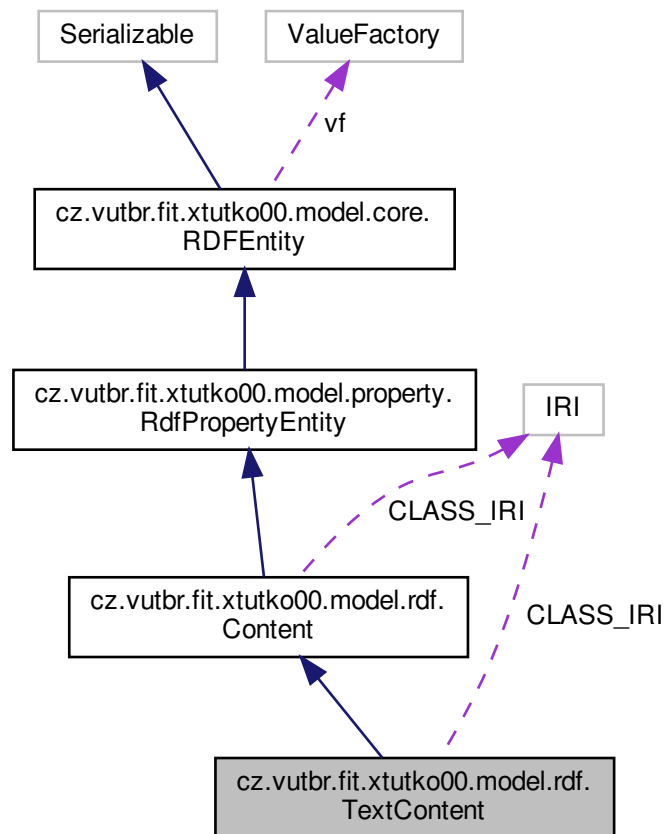 Serializable
ValueFactory
vf
cz.vutbr.fit.xtutko00.model.core.
RDFEntity
cz.vutbr.fit.xtutko00.model.property.
RdfPropertyEntity
IRI
CLASS_IRI
cz.vutbr.fit.xtutko00.model.rdf.
Content
CLASS_IRI
cz.vutbr.fit.xtutko00.model.rdf.
TextContent